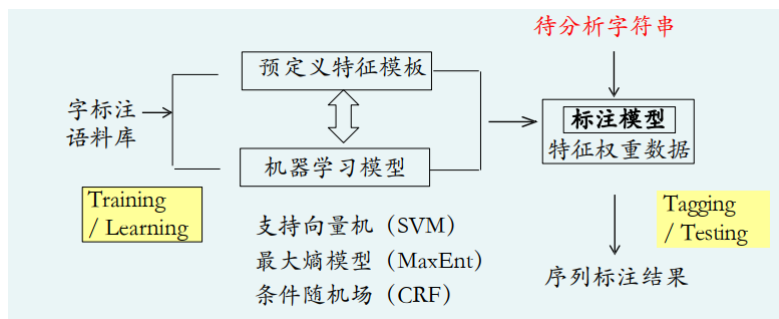 待分析字符串
预定义特征模板
字标注
语料库
标注模型
特征权重数据
机器学习模型
Training
/ Learning
支持向量机（SVM）
最大熵模型（MaxEnt）
条件随机场（CRF）
Tagging
/ Testing
序列标注结果